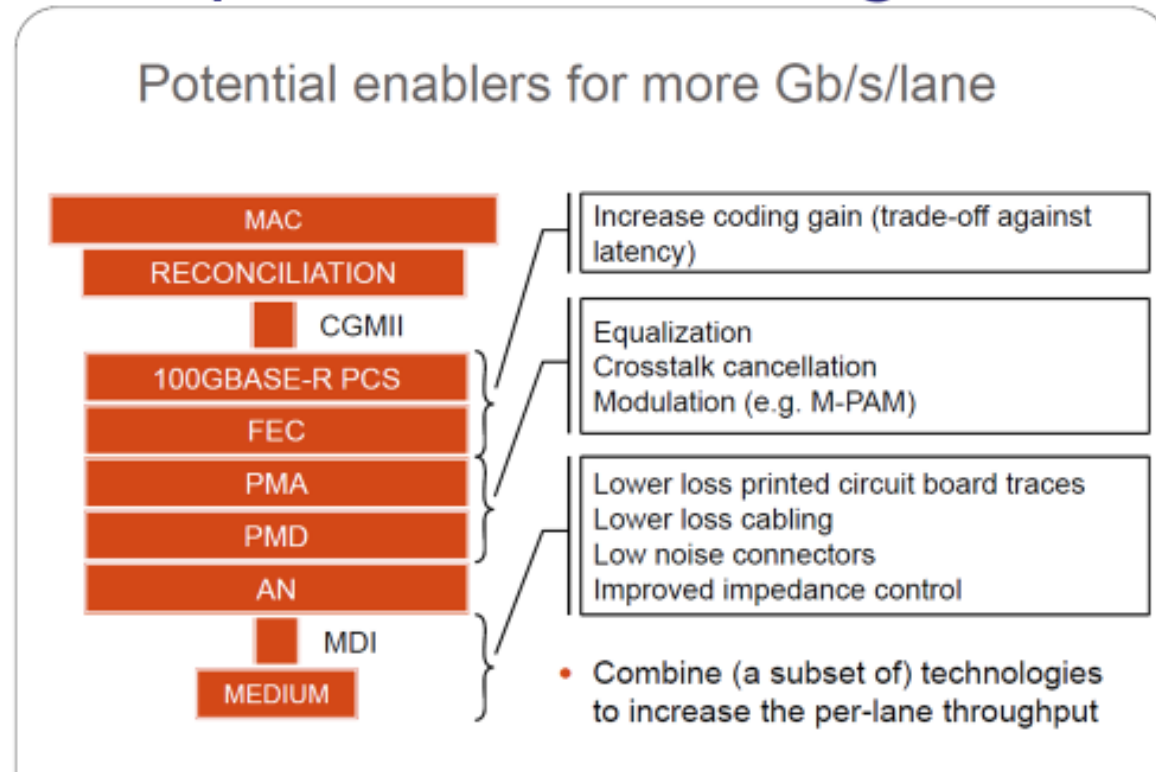 Potential enablers for more Gb/s/lane
MAC
RECONCILIATION
CGMII
100GBASE-R PCS
FEC
PMA
PMD
AN
MDI
MEDIUM
Increase coding gain (trade-off against
latency)
Equalization
Crosstalk cancellation
Modulation (e.g. M-PAM)
Lower loss printed circuit board traces
Lower loss cabling
Low noise connectors
Improved impedance control
• Combine (a subset of) technologies
to increase the per-lane throughput